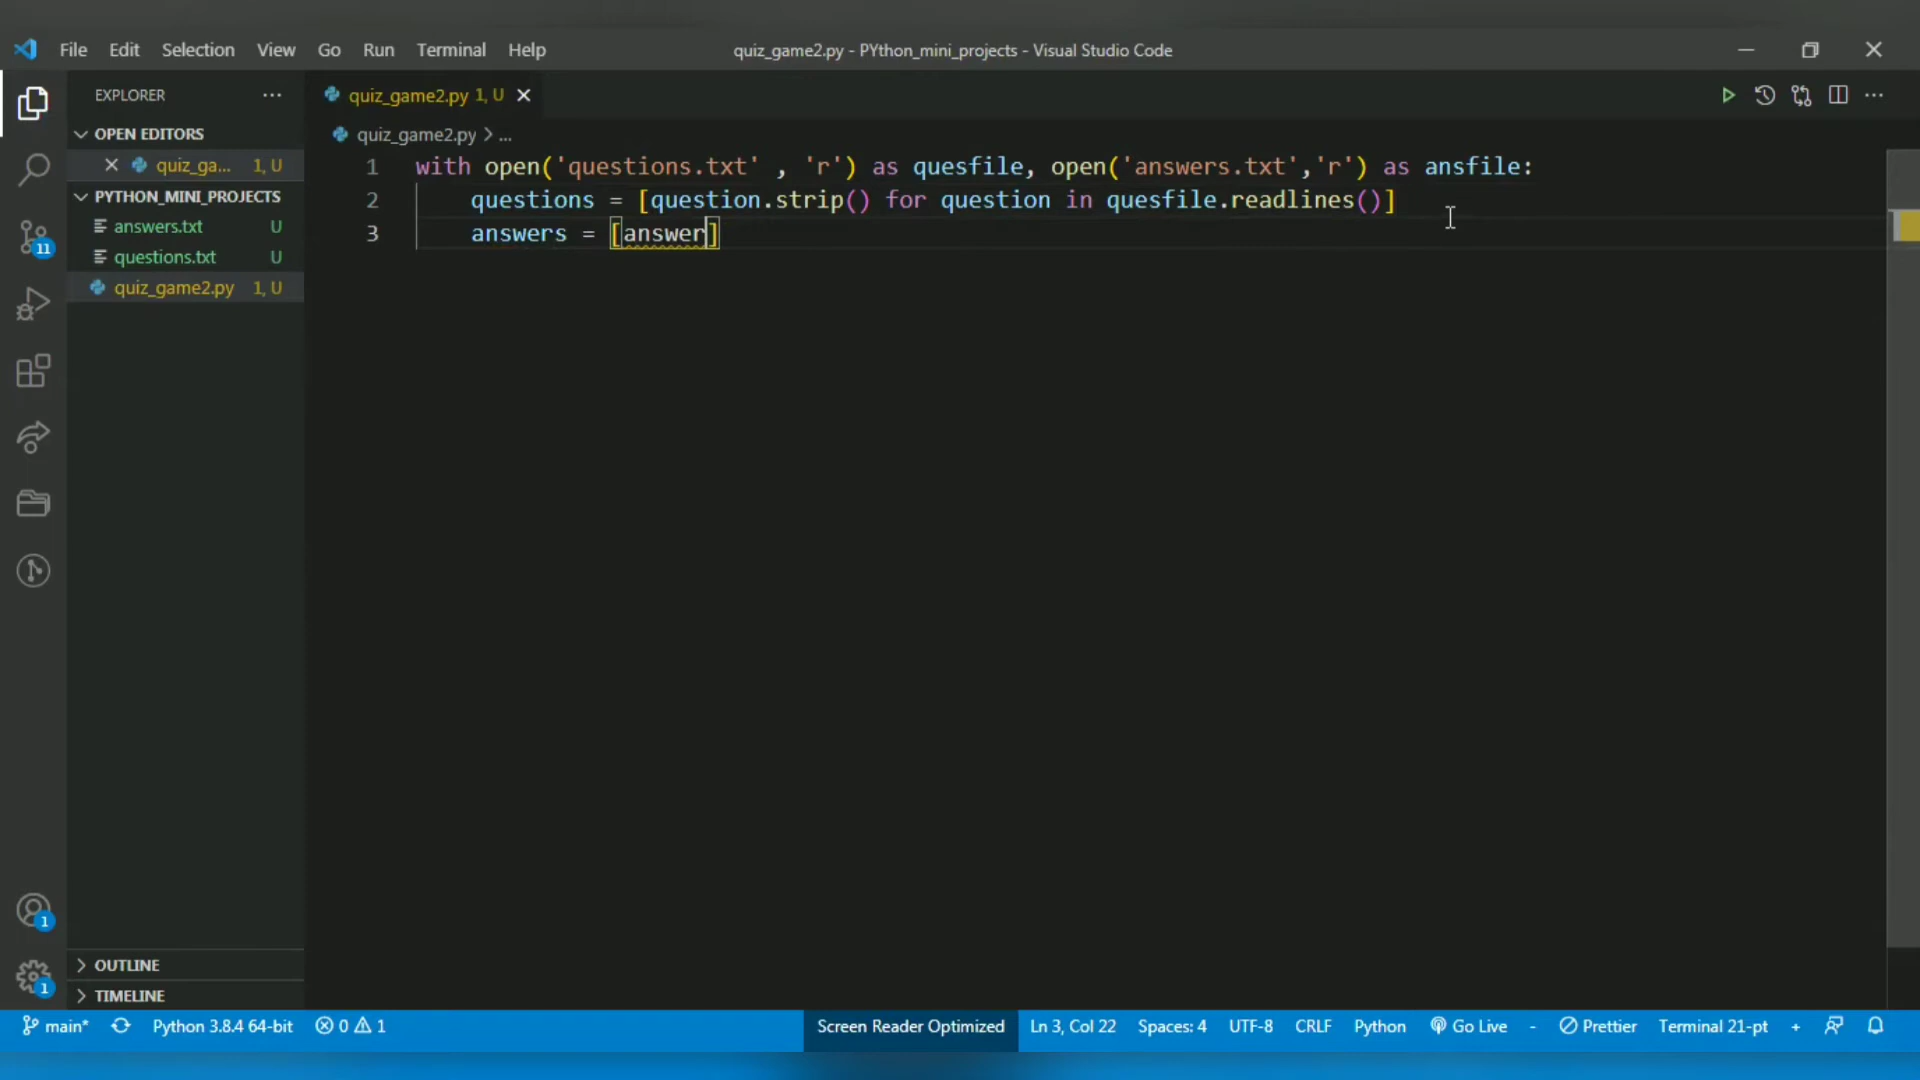 File Edit Selection View Go Run Terminal Help
quiz_game2.py - PYthon_mini_projects - Visual Studio Code
EXPLORER
quiz_game2.py 1, U
OPEN EDITORS
quiz_game2.py > ...
quiz_ga... 1, U
PYTHON_MINI_PROJECTS
answers.txt U
questions.txt U
quiz_game2.py 1, U
1 with open('questions.txt' , 'r') as quesfile, open('answers.txt','r') as ansfile:
2 questions = [question.strip() for question in quesfile.readlines()]
3 answers = [answer]
11
1
1
OUTLINE
TIMELINE
main* Python 3.8.4 64-bit 0 1 Screen Reader Optimized Ln 3, Col 22 Spaces: 4 UTF-8 CRLF Python Go Live - Prettier Terminal 21-pt +